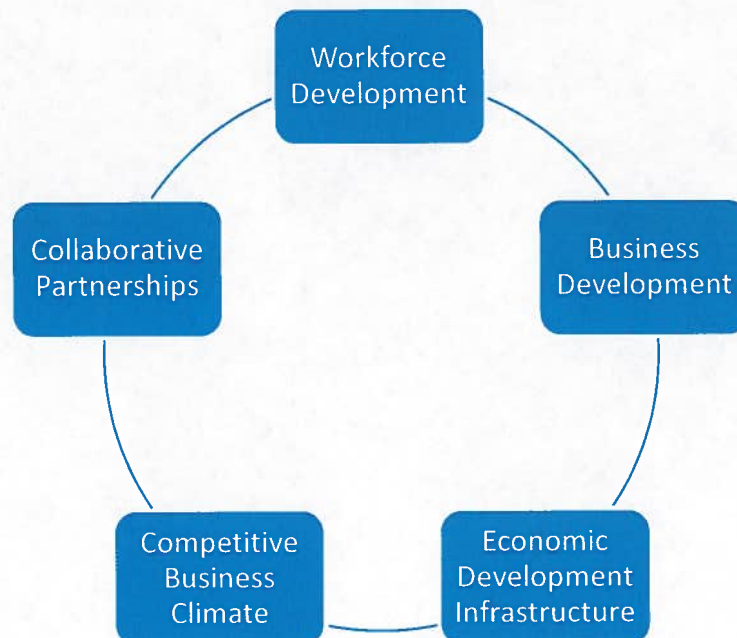 Workforce
Development
Business
Development
Economic
Development
Infrastructure
Competitive
Business
Climate
Collaborative
Partnerships